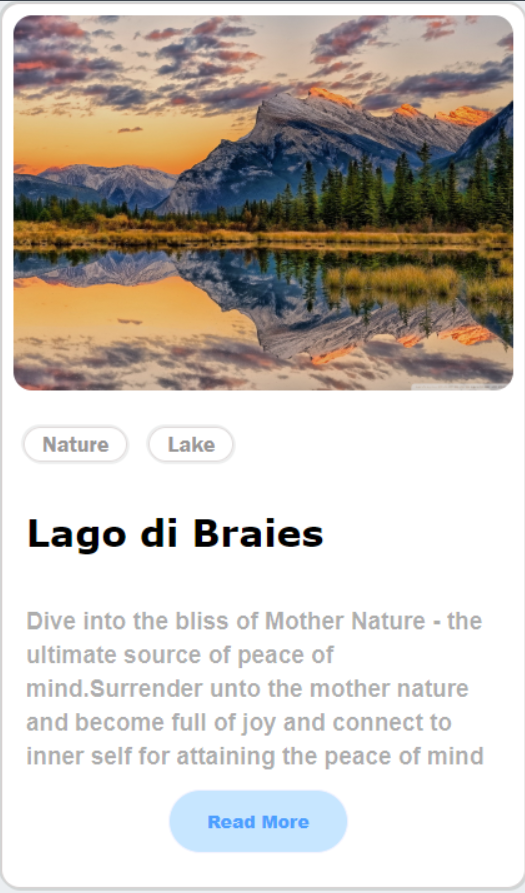 Nature
Lake
Lago di Braies
Dive into the bliss of Mother Nature - the
ultimate source of peace of
mind.Surrender unto the mother nature
and become full of joy and connect to
inner self for attaining the peace of mind
Read More